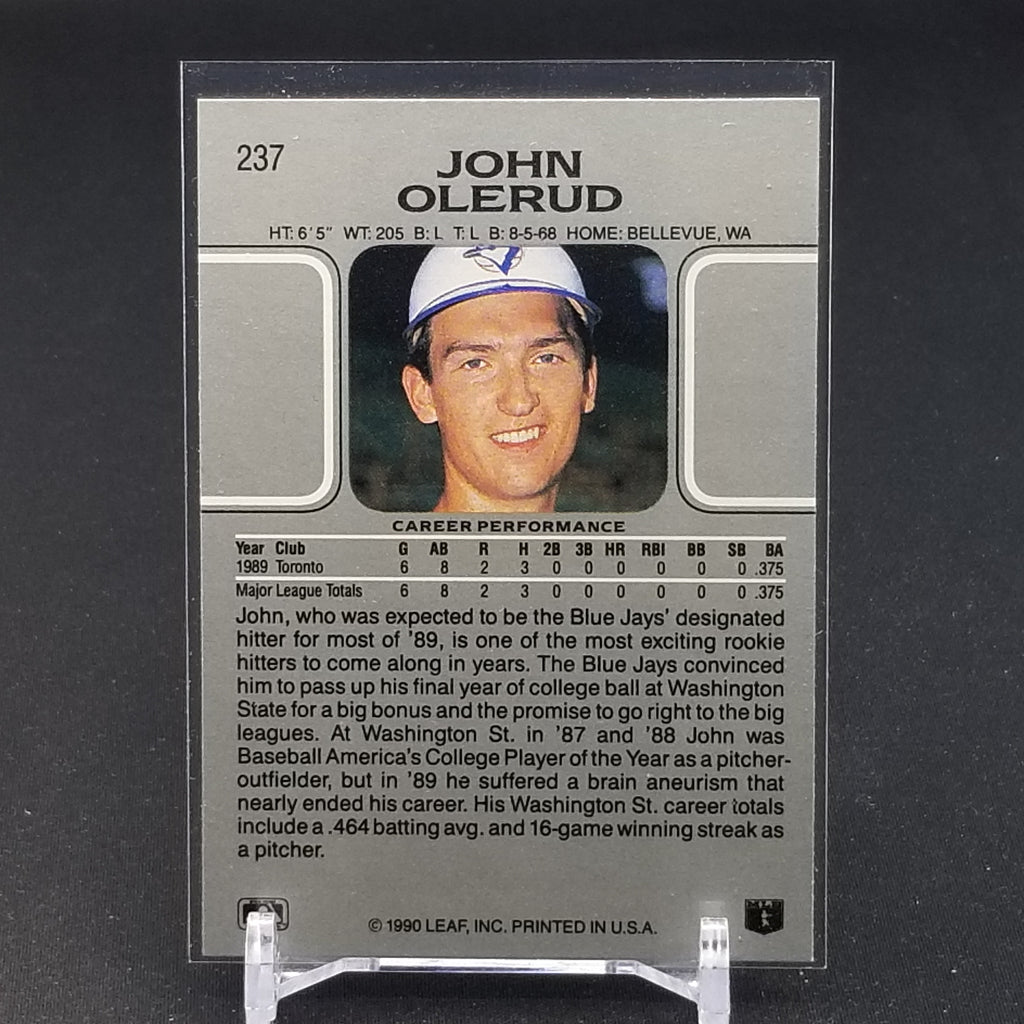 237
JOHN
OLERUD
HT: 6'5" WT: 205 B: L T: L B: 8-5-68 HOME: BELLEVUE, WA
CAREER PERFORMANCE
Year Club G AB R H 2B 3B HR RBI BB SB BA
1989 Toronto 6 8 2 3 0 0 0 0 0 0 .375
Major League Totals 6 8 2 3 0 0 0 0 0 0 .375
John, who was expected to be the Blue Jays' designated
hitter for most of '89, is one of the most exciting rookie
hitters to come along in years. The Blue Jays convinced
him to pass up his final year of college ball at Washington
State for a big bonus and the promise to go right to the big
leagues. At Washington St. in '87 and '88 John was
Baseball America's College Player of the Year as a pitcher-
outfielder, but in '89 he suffered a brain aneurism that
nearly ended his career. His Washington St. career totals
include a .464 batting avg. and 16-game winning streak as
a pitcher.
© 1990 LEAF, INC. PRINTED IN U.S.A.